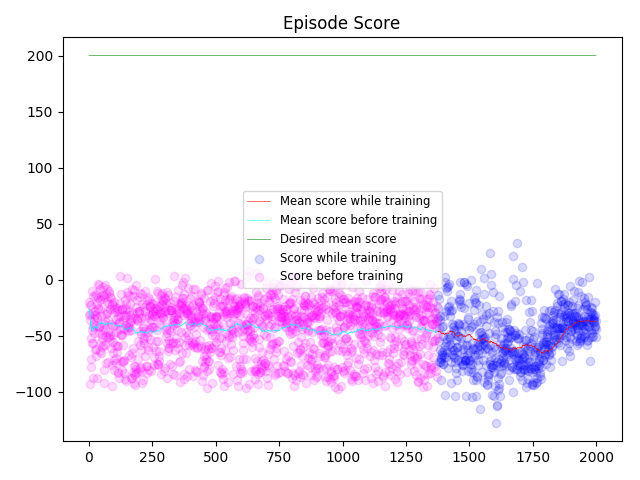 Episode Score
200
150
100
50
0
−50
−100
Mean score while training
Mean score before training
Desired mean score
Score while training
Score before training
0 250 500 750 1000 1250 1500 1750 2000